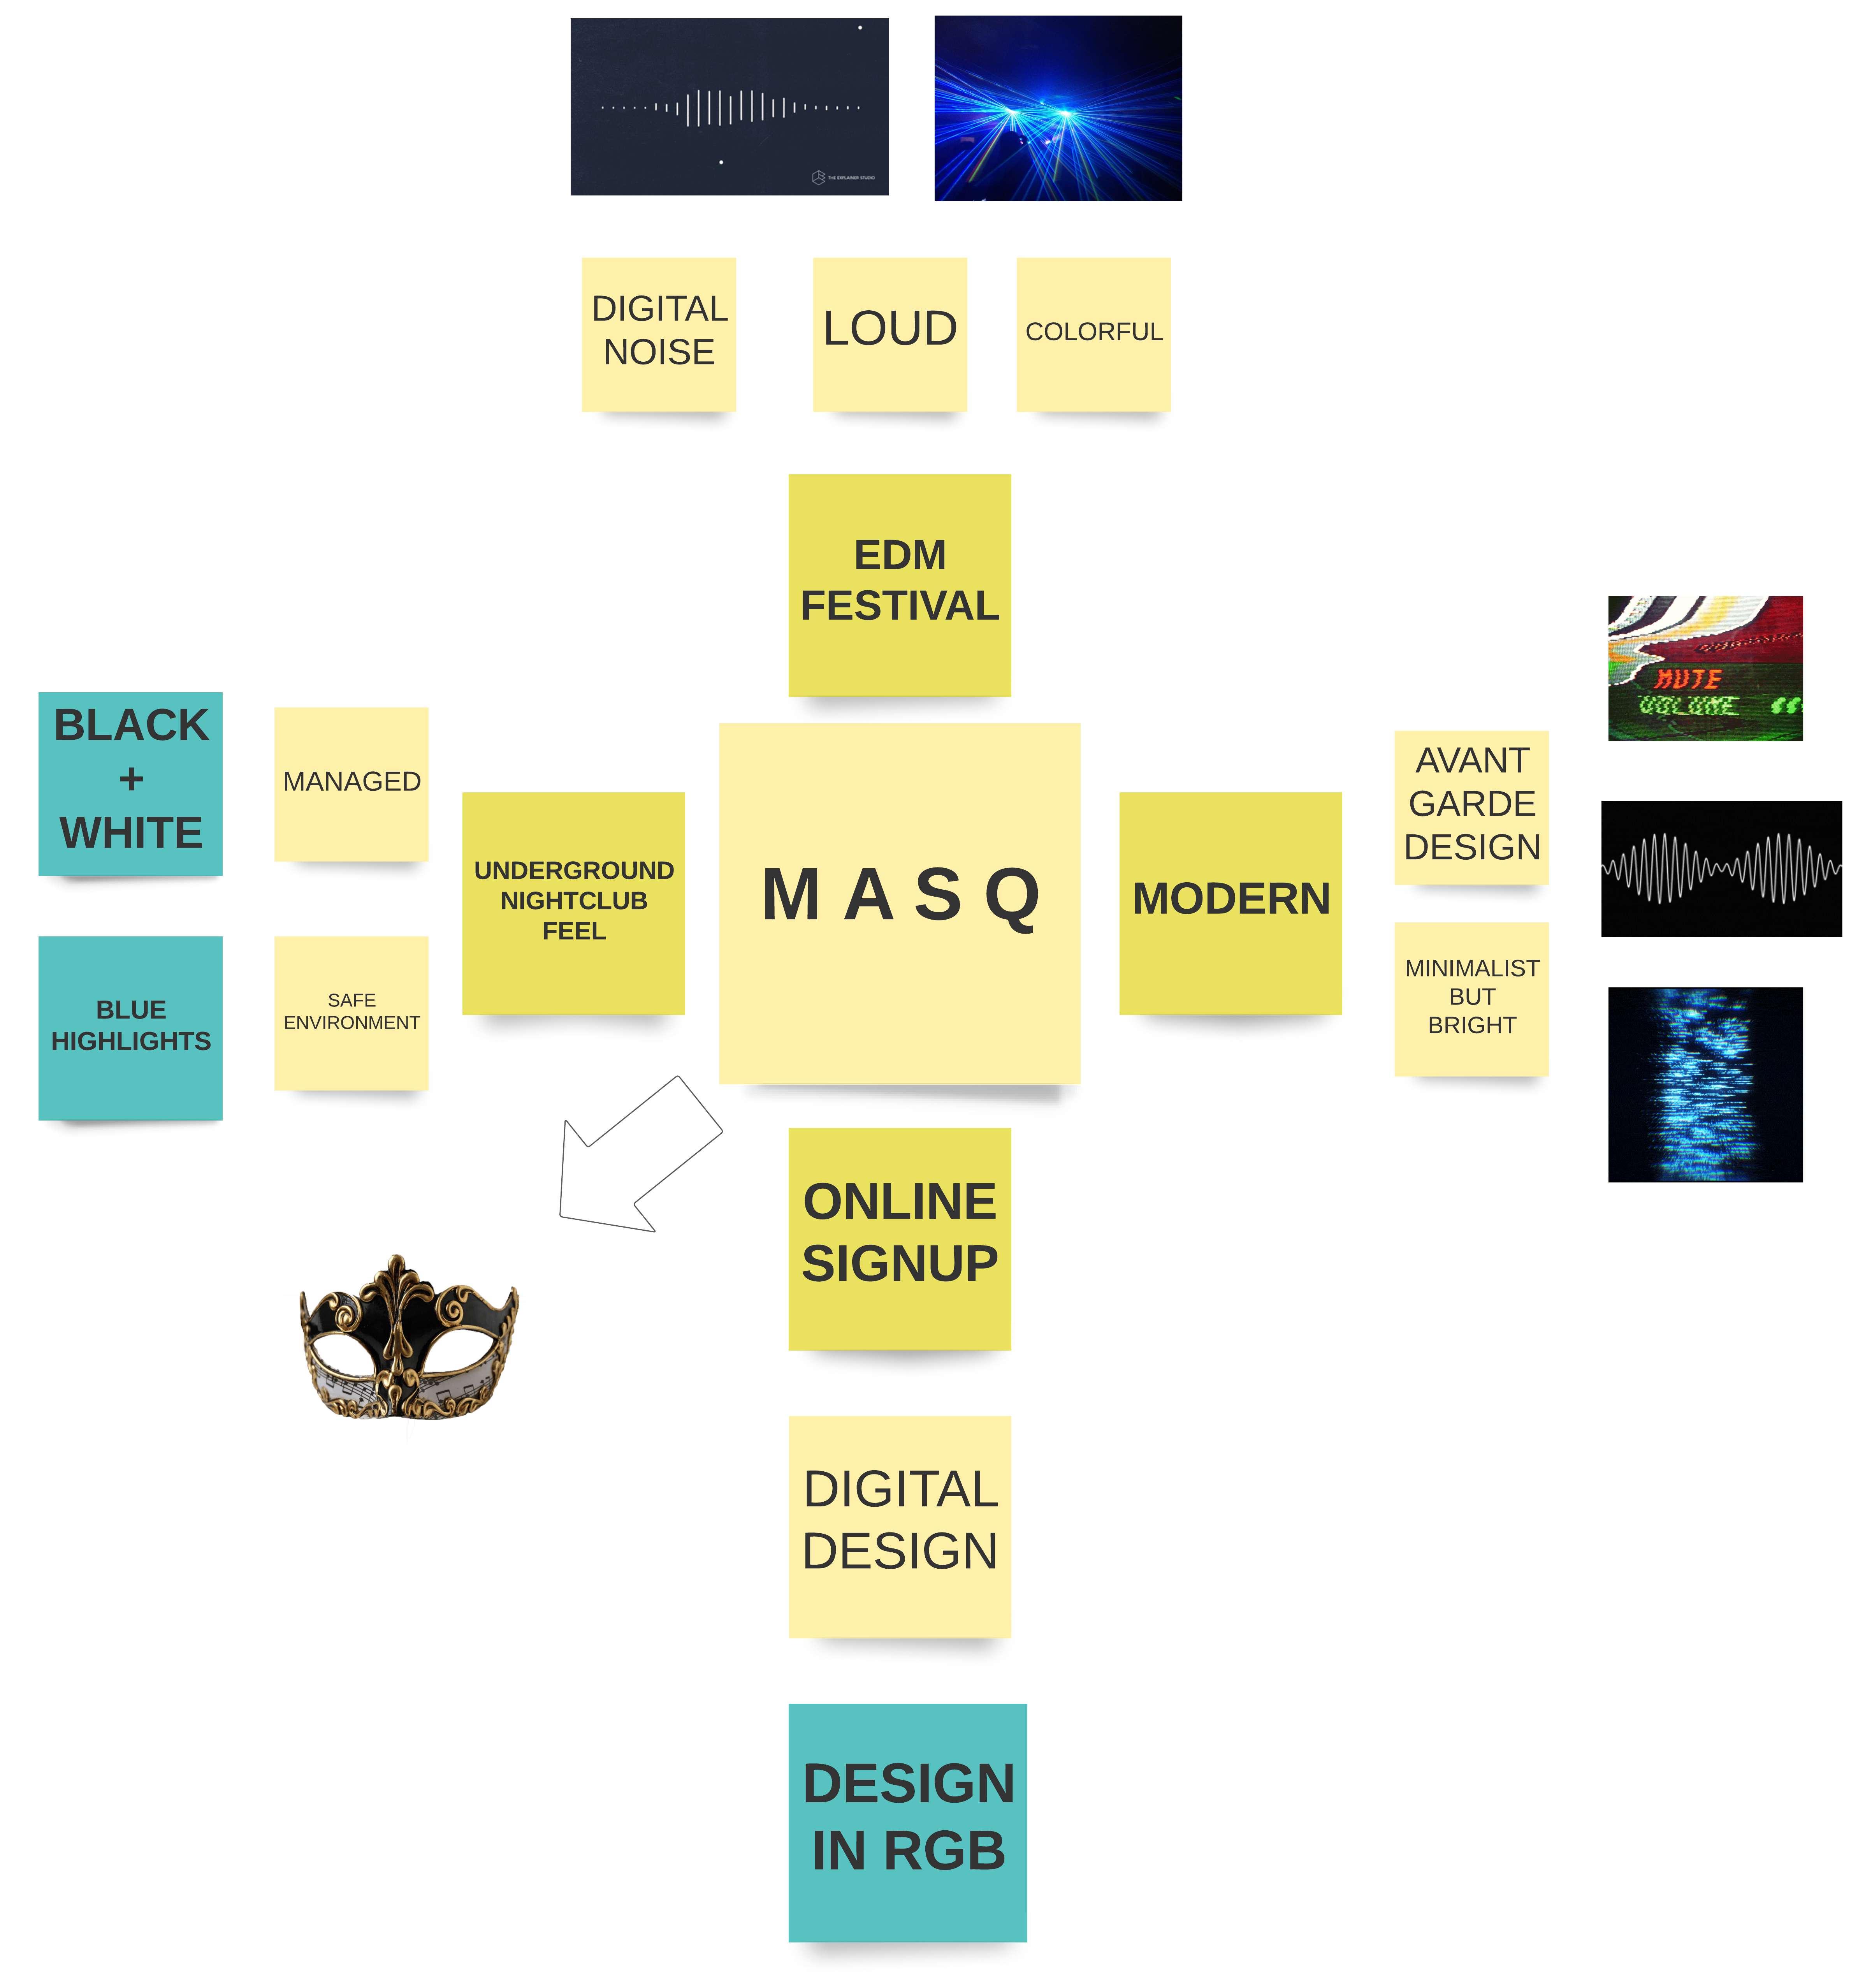 THE EXPLAINER STUDIO
DIGITAL
NOISE
LOUD
COLORFUL
EDM
FESTIVAL
BLACK
+
WHITE
MANAGED
BLUE
HIGHLIGHTS
SAFE
ENVIRONMENT
UNDERGROUND
NIGHTCLUB
FEEL
M A S Q
MODERN
AVANT
GARDE
DESIGN
MINIMALIST
BUT
BRIGHT
MUTE
VOLUME
ONLINE
SIGNUP
DIGITAL
DESIGN
DESIGN
IN RGB